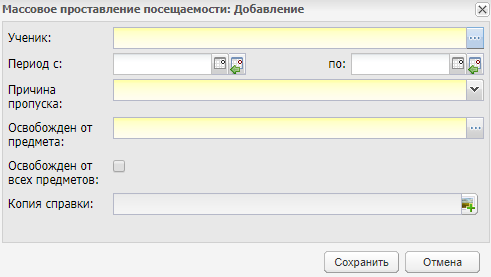 Массовое проставление посещаемости: Добавление
Ученик:
Период с:
по:
Причина
пропуска:
Освобожден от
предмета:
Освобожден от
всех предметов:
Копия справки:
Сохранить
Отмена